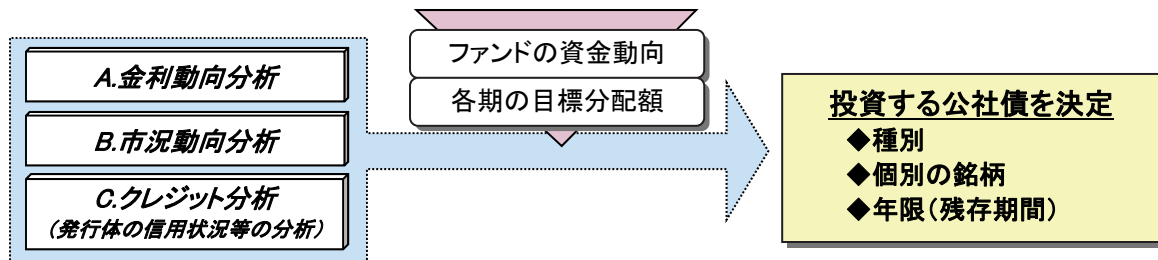 ファンドの資金動向
各期の目標分配額
A.金利動向分析
B.市況動向分析
C.クレジット分析
(発行体の信用状況等の分析)
投資する公社債を決定
◆種別
◆個別の銘柄
◆年限(残存期間)